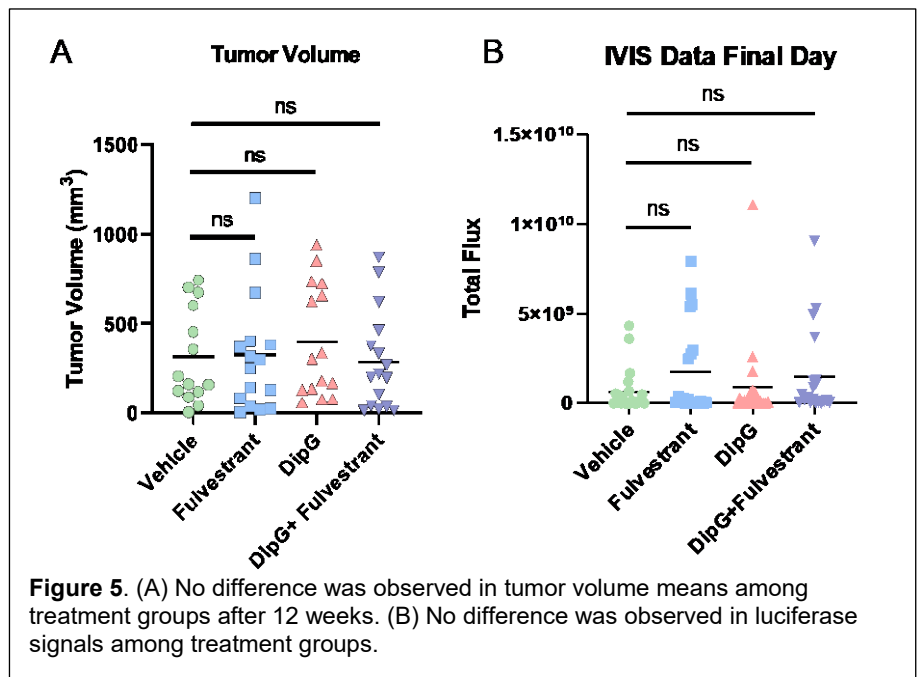 A
Tumor Volume
ns
ns
ns
1500
1000
500
0
Tumor Volume (mm³)
Vehicle
Fulvestrant
DipG
DipG+ Fulvestrant
B
IVIS Data Final Day
ns
ns
ns
1.5×10¹⁰
1×10¹⁰
5×10⁹
0
Total Flux
Vehicle
Fulvestrant
DipG
DipG+Fulvestrant
Figure 5. (A) No difference was observed in tumor volume means among
treatment groups after 12 weeks. (B) No difference was observed in luciferase
signals among treatment groups.